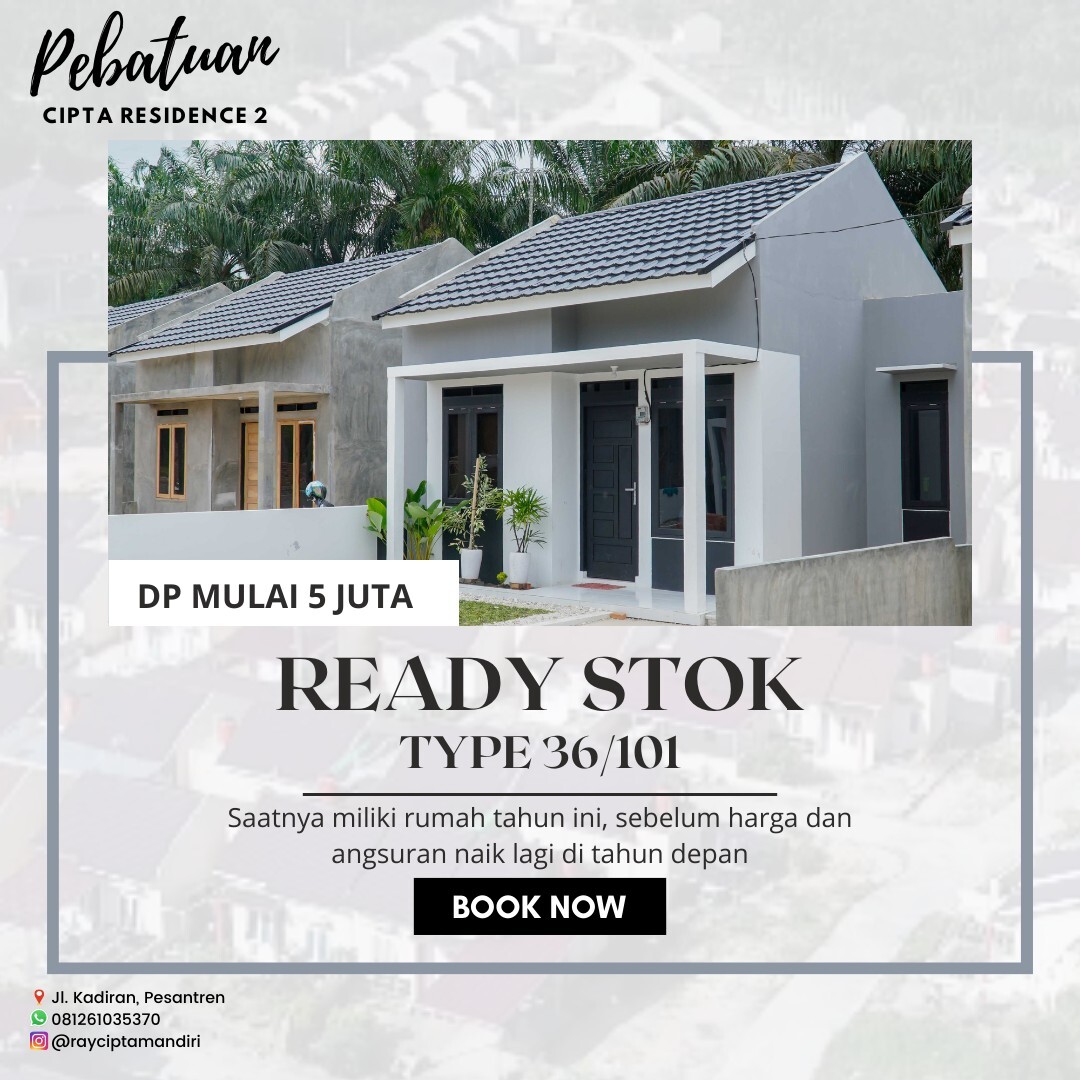 Pebatuan
CIPTA RESIDENCE 2
DP MULAI 5 JUTA
READY STOK
TYPE 36/101
Saatnya miliki rumah tahun ini, sebelum harga dan
angsuran naik lagi di tahun depan
BOOK NOW
Jl. Kadiran, Pesantren
081261035370
@rayciptamandiri